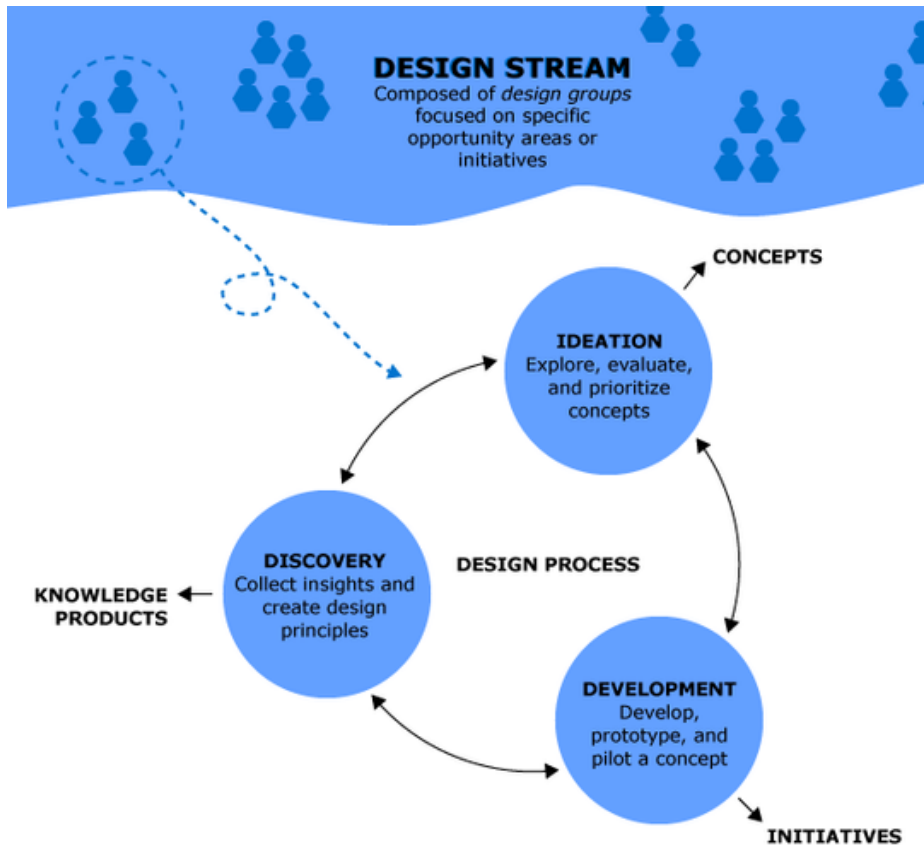 DESIGN STREAM
Composed of design groups
focused on specific
opportunity areas or
initiatives
CONCEPTS
IDEATION
Explore, evaluate,
and prioritize
concepts
DISCOVERY
Collect insights and
create design
principles
DESIGN PROCESS
KNOWLEDGE
PRODUCTS
DEVELOPMENT
Develop,
prototype, and
pilot a concept
INITIATIVES